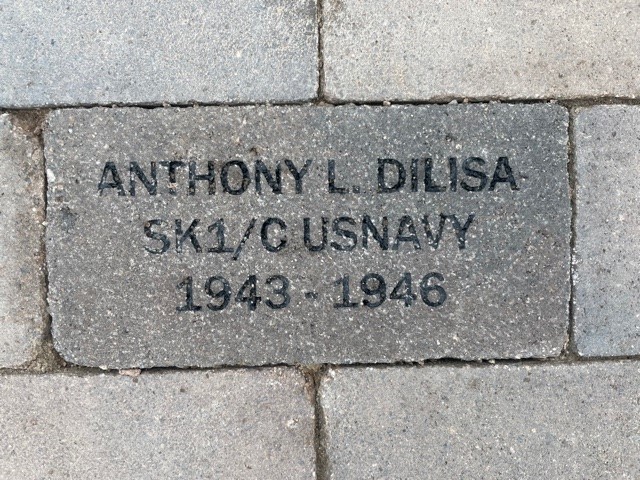 ANTHONY L. DILISA
SK1/C USNAVY
1943 - 1946